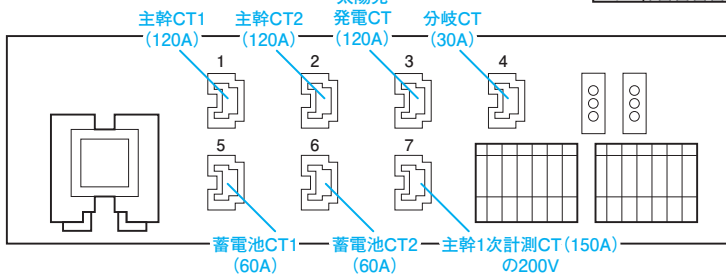 太陽光
主幹CT1
(120A)
主幹CT2
(120A)
発電CT
(120A)
分岐CT
(30A)
1
2
3
4
5
6
7
蓄電池CT1
(60A)
蓄電池CT2
(60A)
主幹1次計測CT(150A)
の200V